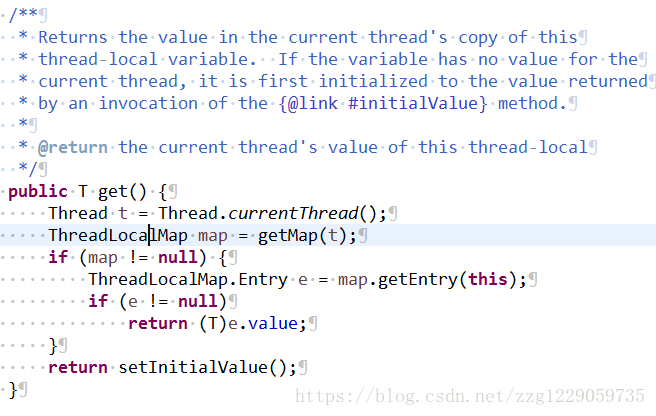 /**¶
 * Returns the value in the current thread's copy of this¶
 * thread-local variable.  If the variable has no value for the¶
 * current thread, it is first initialized to the value returned¶
 * by an invocation of the {@link #initialValue} method.¶
 *¶
 * @return the current thread's value of this thread-local¶
 */¶
public T get() {¶
    Thread t = Thread.currentThread();¶
    ThreadLocalMap map = getMap(t);¶
    if (map != null) {¶
        ThreadLocalMap.Entry e = map.getEntry(this);¶
        if (e != null)¶
            return (T)e.value;¶
    }¶
    return setInitialValue();¶
}¶
https://blog.csdn.net/zzg1229059735